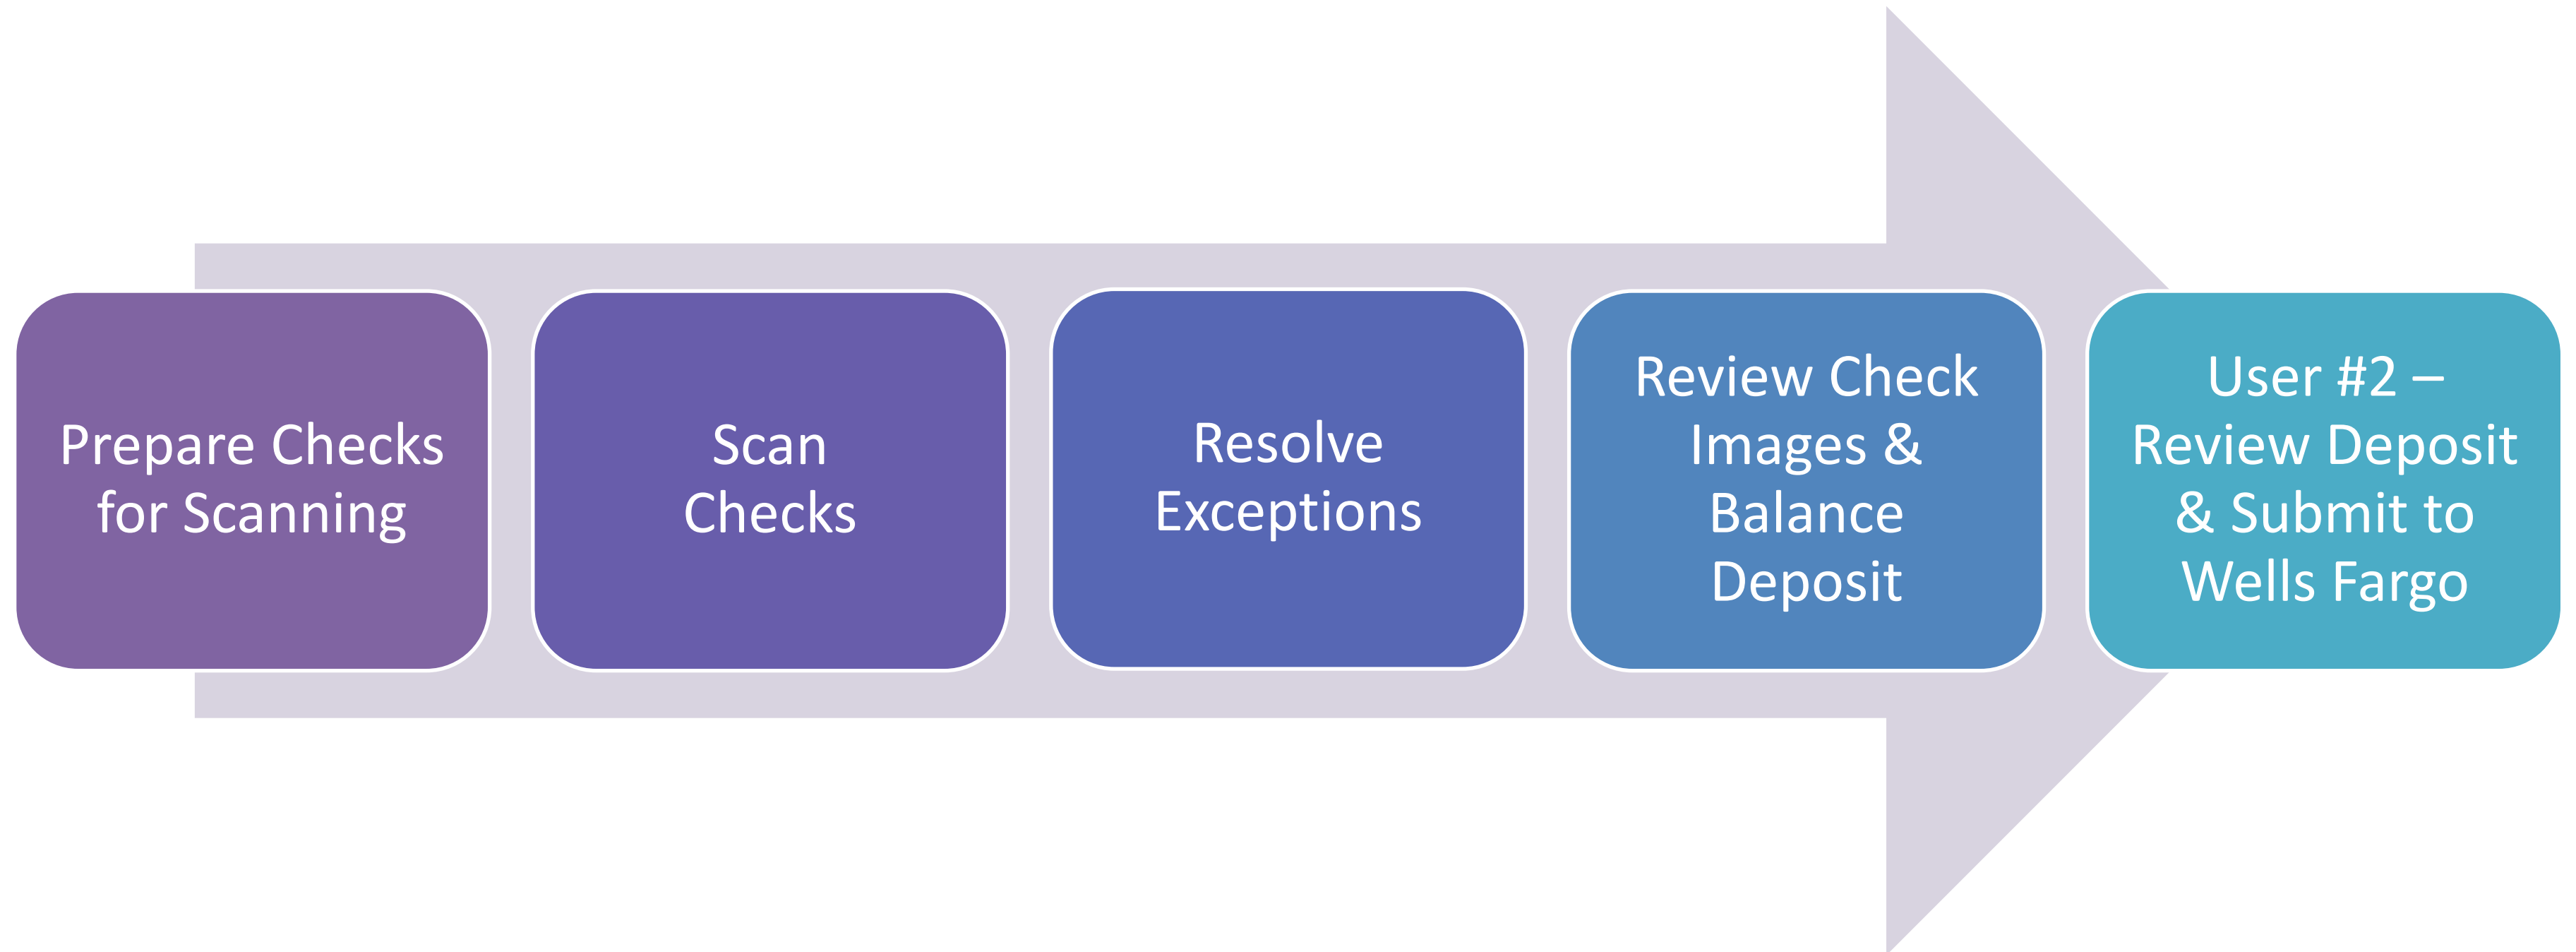 Prepare Checks
for Scanning
Scan
Checks
Resolve
Exceptions
Review Check
Images &
Balance
Deposit
User #2 –
Review Deposit
& Submit to
Wells Fargo